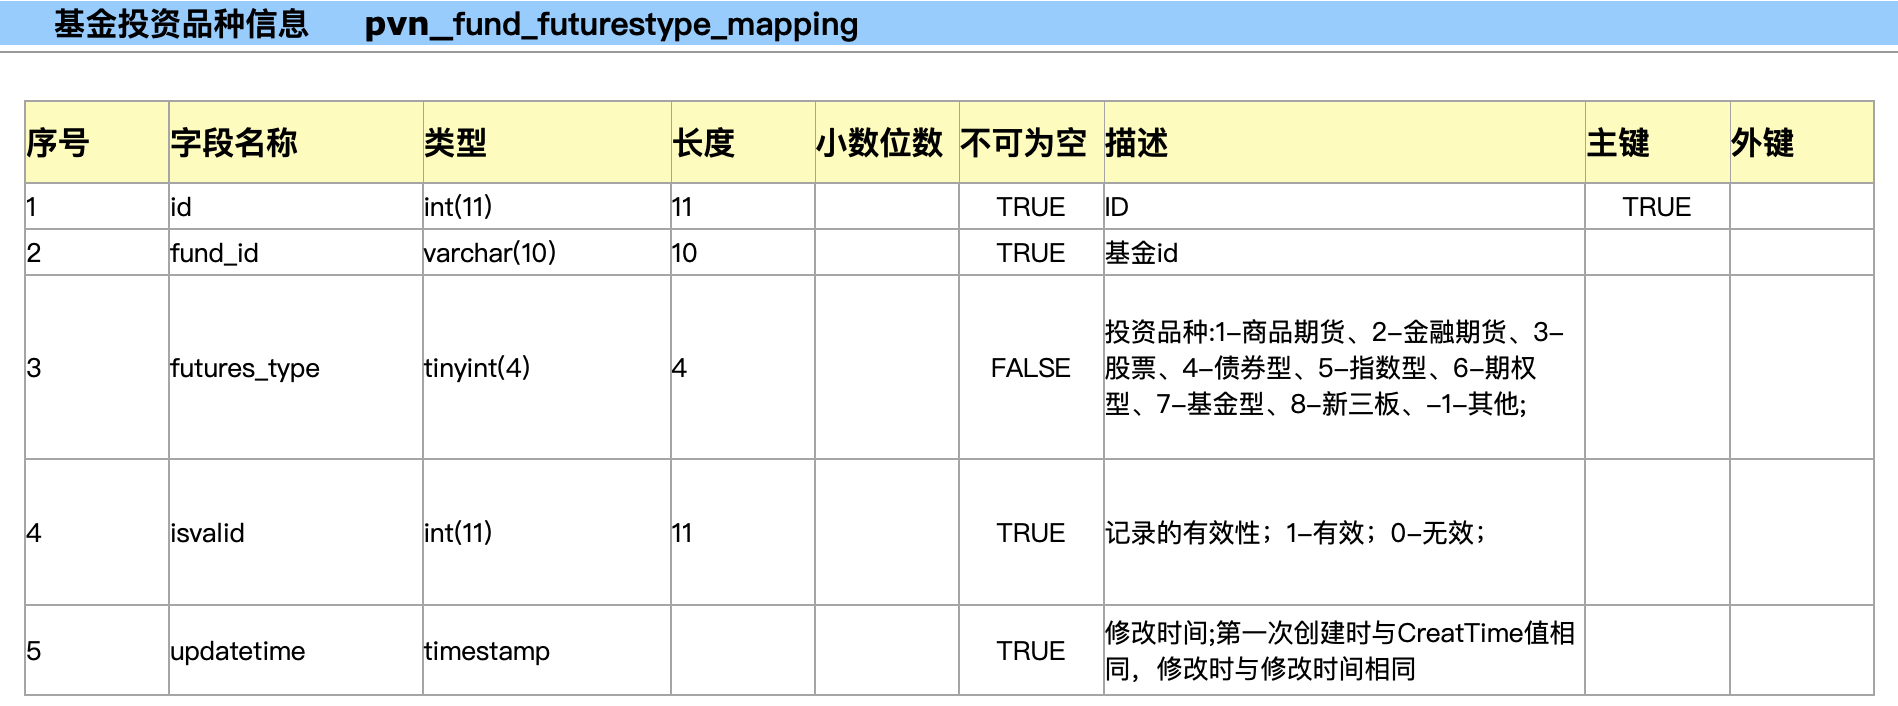 基金投资品种信息 pvn_fund_futurestype_mapping
序号 字段名称 类型 长度 小数位数 不可为空 描述 主键 外键
1 id int(11) 11 TRUE ID TRUE
2 fund_id varchar(10) 10 TRUE 基金id
3 futures_type tinyint(4) 4 FALSE 投资品种:1-商品期货、2-金融期货、3-
股票、4-债券型、5-指数型、6-期权
型、7-基金型、8-新三板、-1-其他;
4 isvalid int(11) 11 TRUE 记录的有效性；1-有效；0-无效；
5 updatetime timestamp TRUE 修改时间;第一次创建时与CreatTime值相
同，修改时与修改时间相同